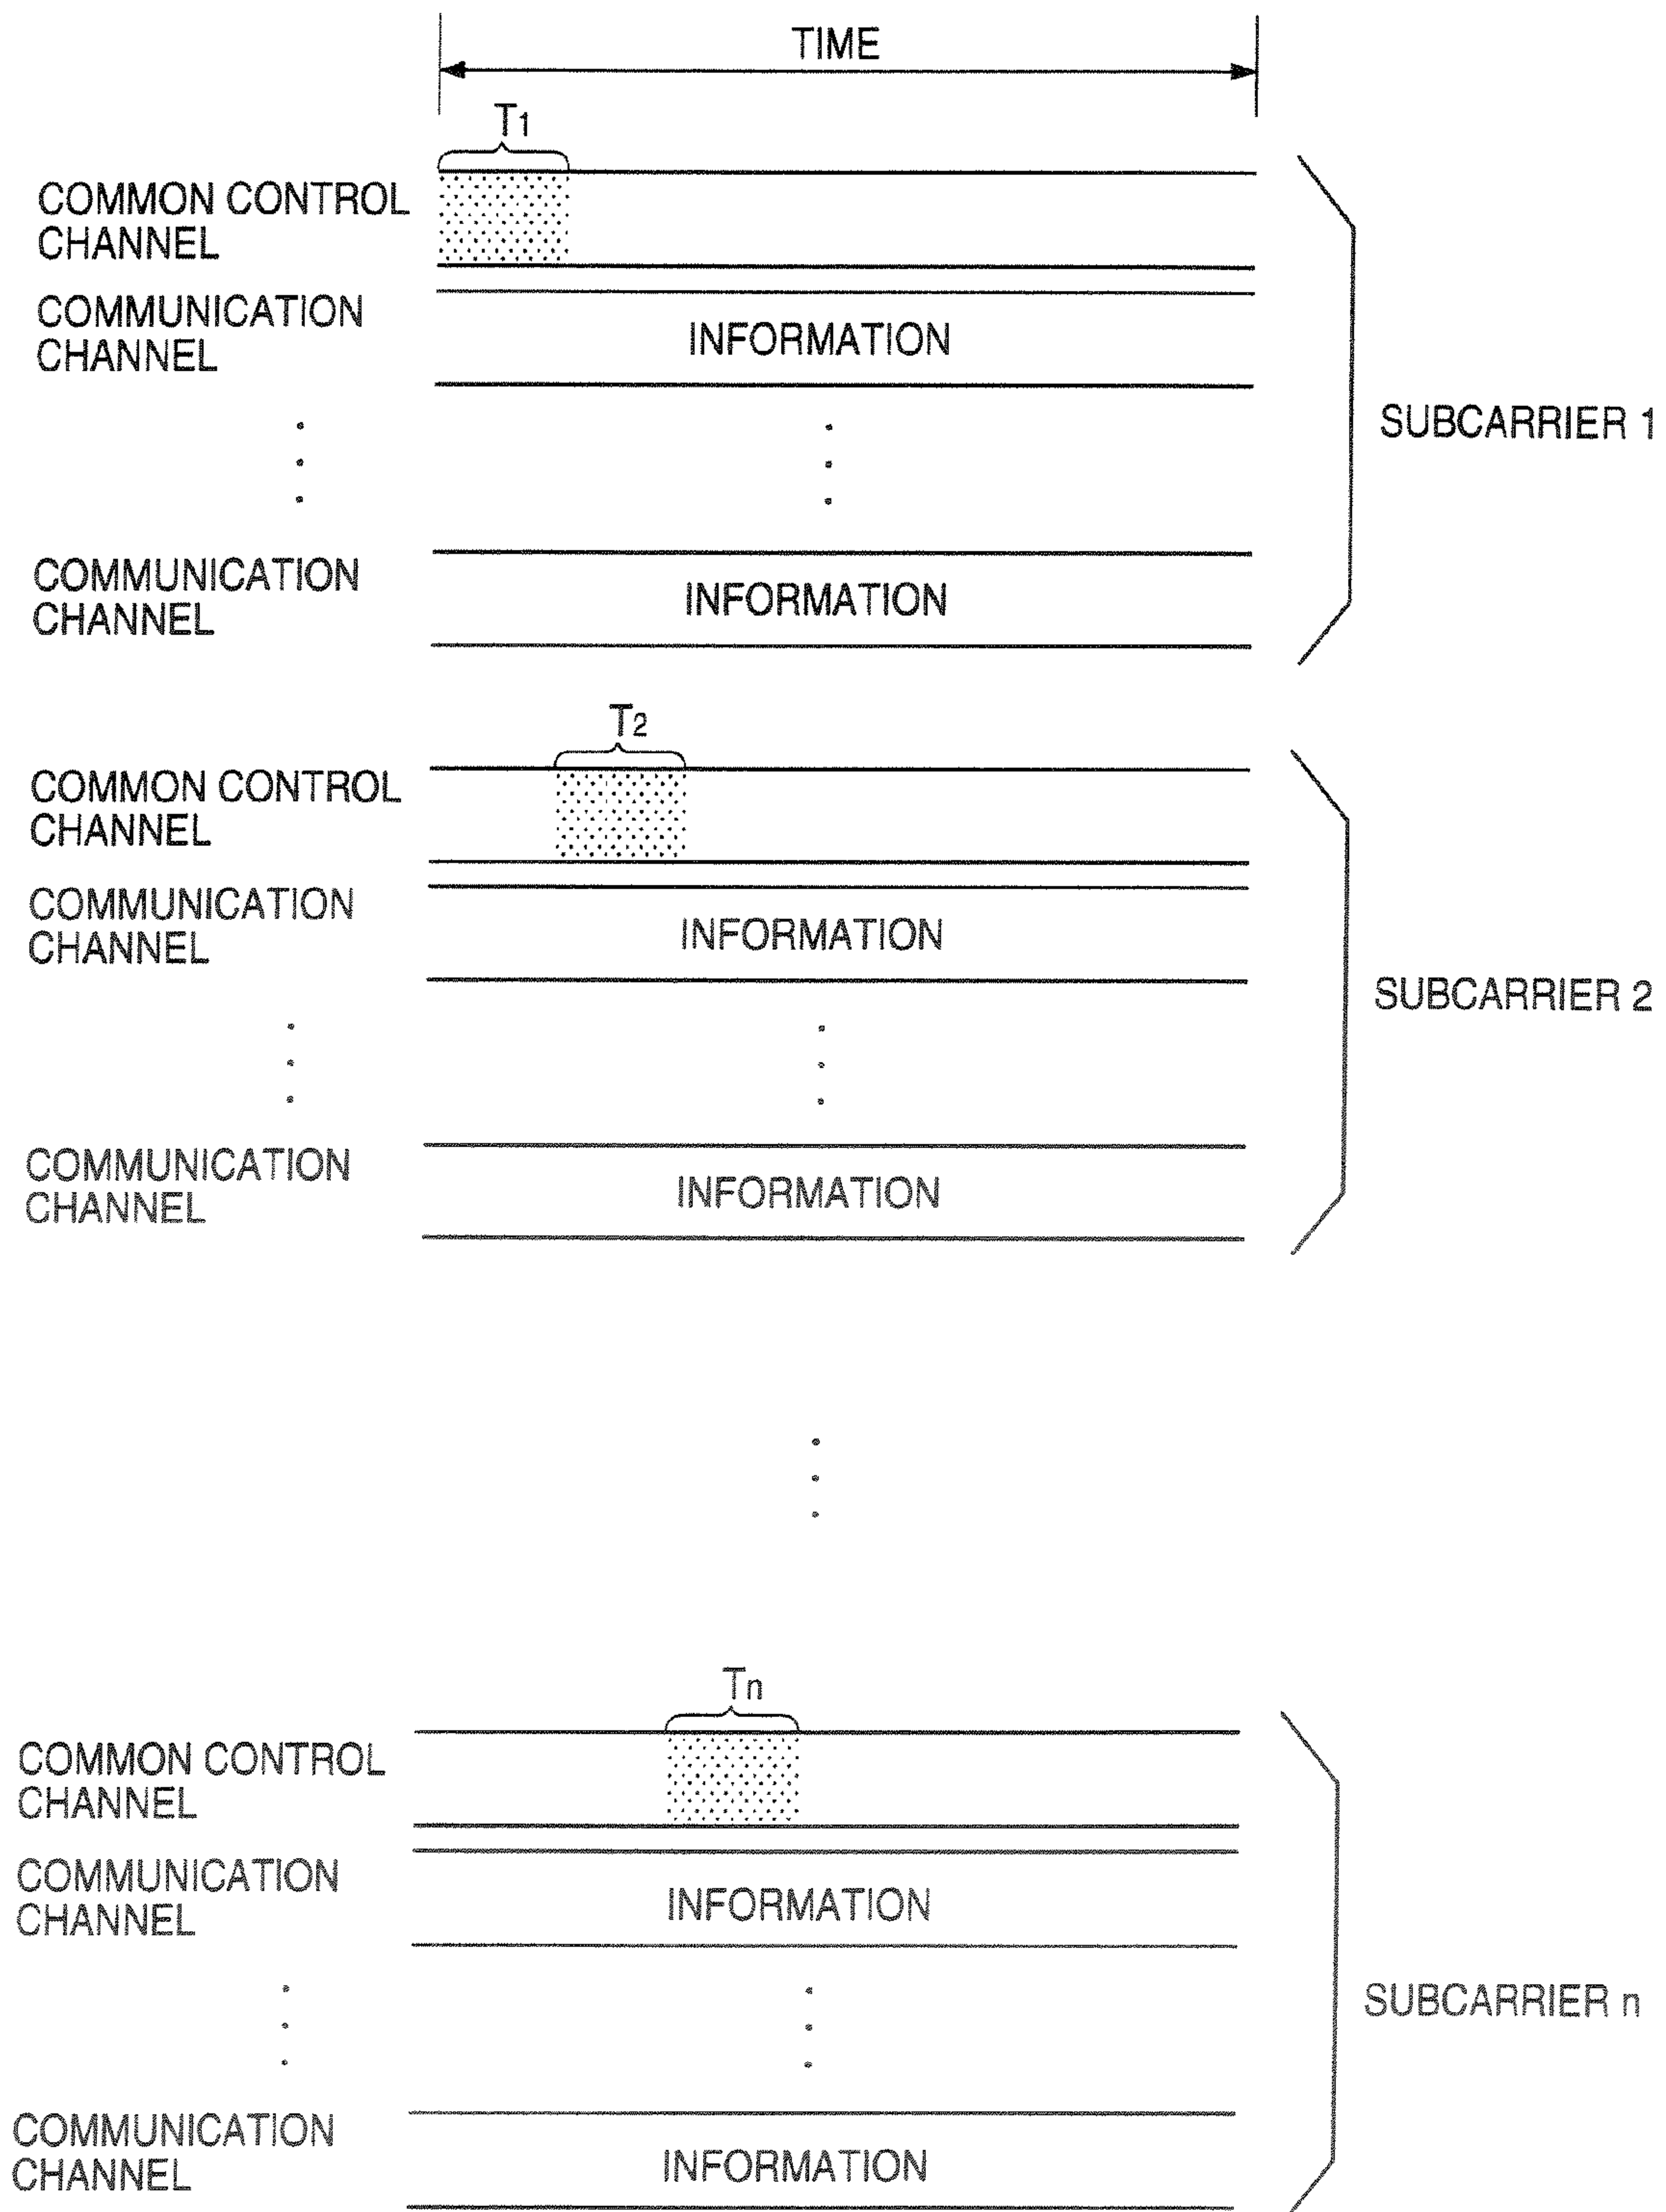 TIME
T1
COMMON CONTROL
CHANNEL
COMMUNICATION
CHANNEL
INFORMATION
SUBCARRIER 1
COMMUNICATION
CHANNEL
INFORMATION
T2
COMMON CONTROL
CHANNEL
COMMUNICATION
CHANNEL
INFORMATION
SUBCARRIER 2
COMMUNICATION
CHANNEL
INFORMATION
Tn
COMMON CONTROL
CHANNEL
COMMUNICATION
CHANNEL
INFORMATION
SUBCARRIER n
COMMUNICATION
CHANNEL
INFORMATION